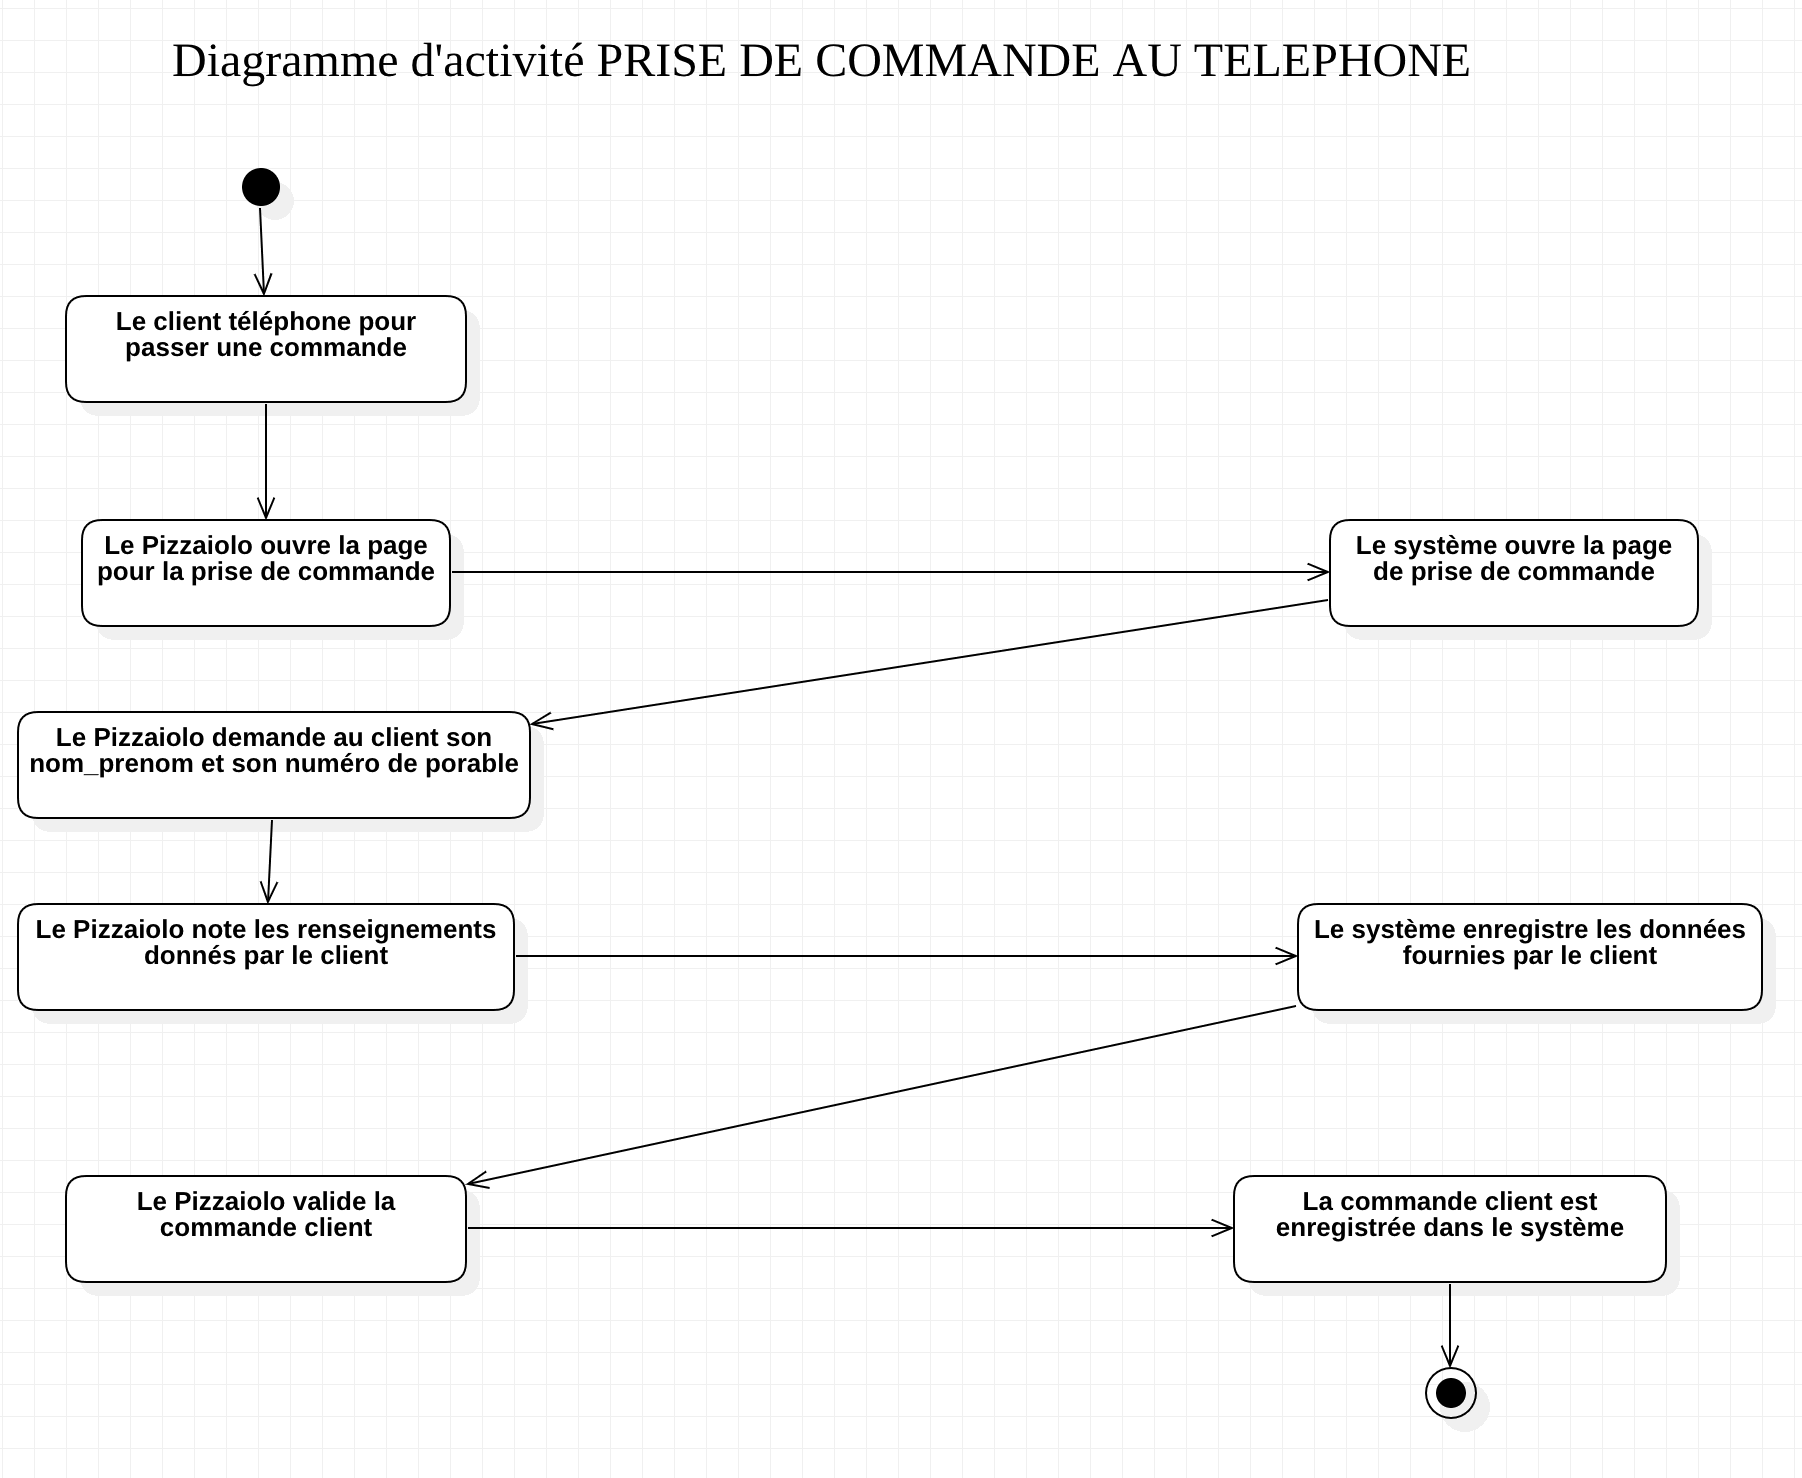 Diagramme d'activité PRISE DE COMMANDE AU TELEPHONE
Le client téléphone pour
passer une commande
Le Pizzaiolo ouvre la page
pour la prise de commande
Le système ouvre la page
de prise de commande
Le Pizzaiolo demande au client son
nom_prenom et son numéro de porable
Le Pizzaiolo note les renseignements
donnés par le client
Le système enregistre les données
fournies par le client
Le Pizzaiolo valide la
commande client
La commande client est
enregistrée dans le système